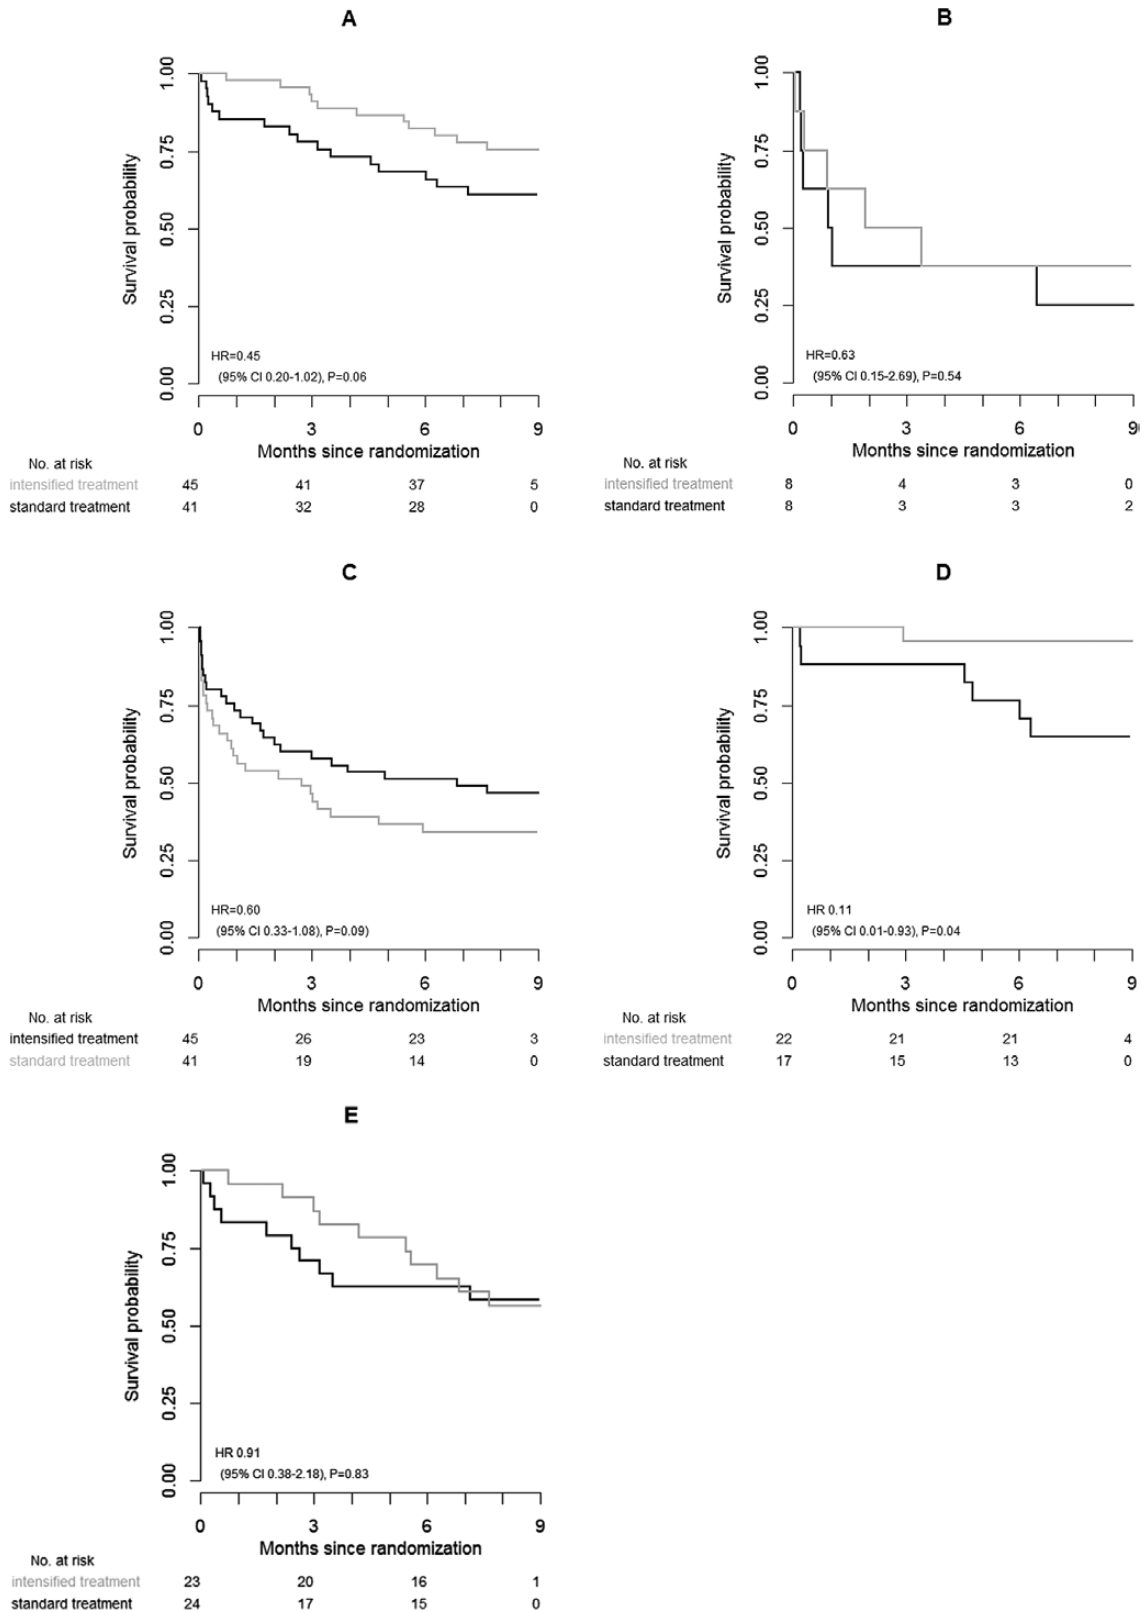 A
Survival probability
1.00
0.75
0.50
0.25
0.00
HR=0.45
(95% CI 0.20-1.02), P=0.06
0 3 6 9
Months since randomization
No. at risk
intensified treatment 45 41 37 5
standard treatment 41 32 28 0
B
Survival probability
1.00
0.75
0.50
0.25
0.00
HR=0.63
(95% CI 0.15-2.69), P=0.54
0 3 6 9
Months since randomization
No. at risk
intensified treatment 8 4 3 0
standard treatment 8 3 3 2
C
Survival probability
1.00
0.75
0.50
0.25
0.00
HR=0.60
(95% CI 0.33-1.08), P=0.09)
0 3 6 9
Months since randomization
No. at risk
intensified treatment 45 26 23 3
standard treatment 41 19 14 0
D
Survival probability
1.00
0.75
0.50
0.25
0.00
HR 0.11
(95% CI 0.01-0.93), P=0.04
0 3 6 9
Months since randomization
No. at risk
intensified treatment 22 21 21 4
standard treatment 17 15 13 0
E
Survival probability
1.00
0.75
0.50
0.25
0.00
HR 0.91
(95% CI 0.38-2.18), P=0.83
0 3 6 9
Months since randomization
No. at risk
intensified treatment 23 20 16 1
standard treatment 24 17 15 0